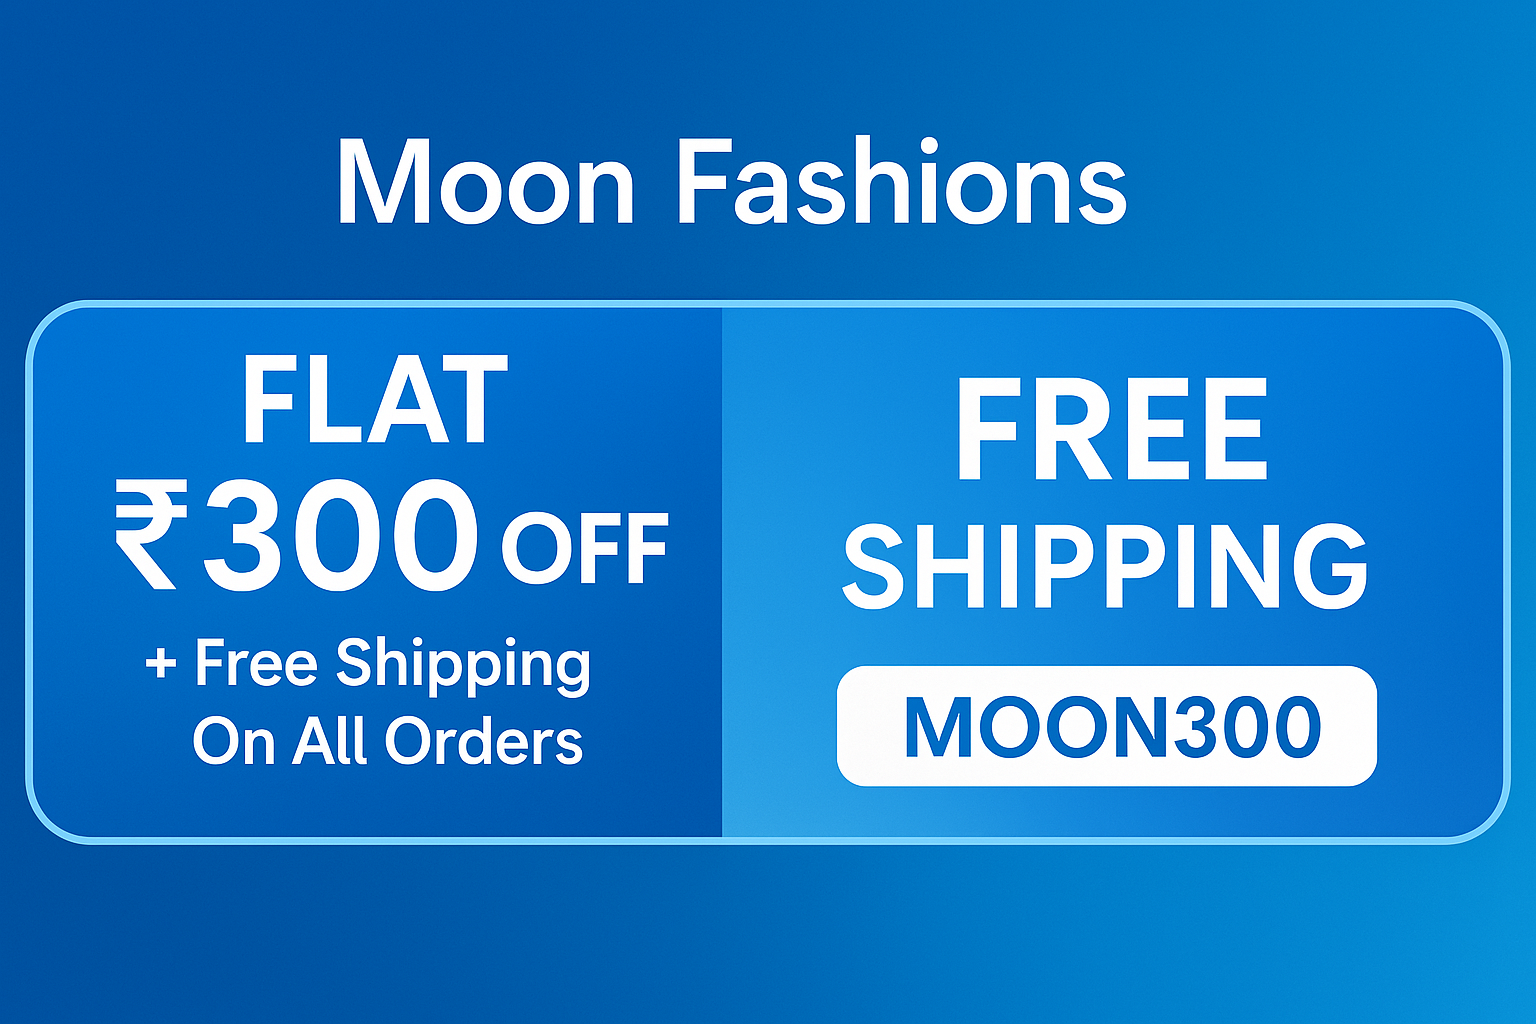 Moon Fashions
FLAT
₹300 OFF
+ Free Shipping
On All Orders
FREE
SHIPPING
MOON300